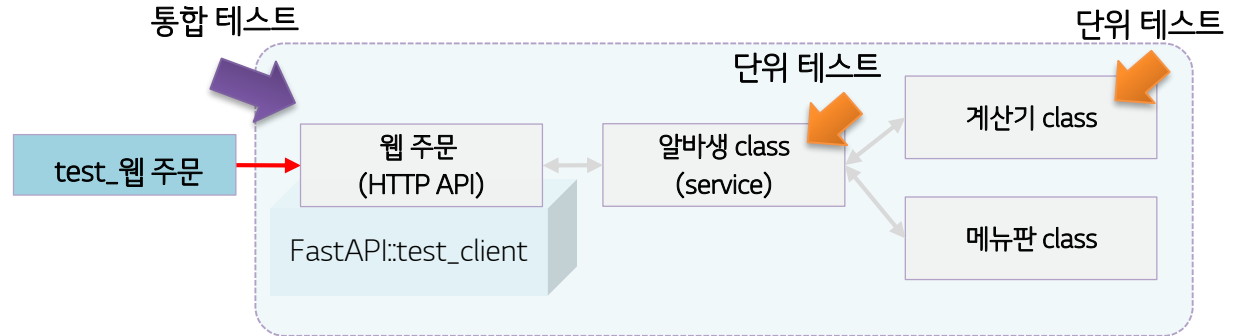 통합 테스트
단위 테스트
단위 테스트
계산기 class
test_웹 주문
웹 주문
(HTTP API)
알바생 class
(service)
메뉴판 class
FastAPI::test_client